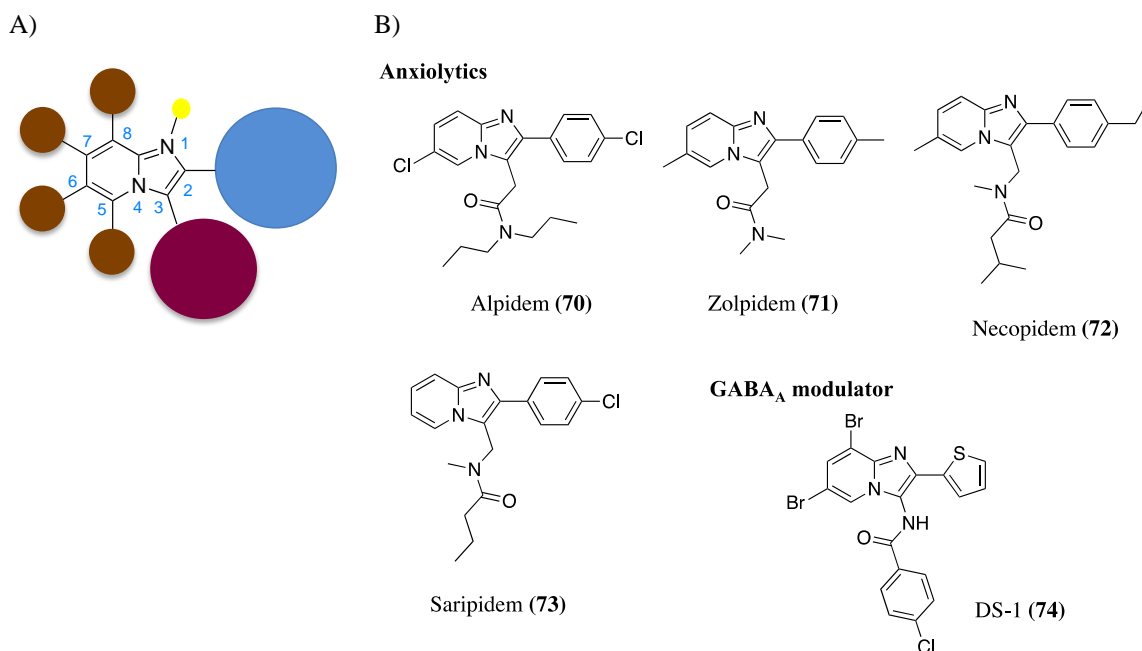 A)
B)
Anxiolytics
N
1
2
3
N
4
5
6
7
8
N
N
Cl
Cl
O
N
Alpidem (70)
N
N
O
N
Zolpidem (71)
N
N
N
O
Necopidem (72)
N
N
Cl
N
O
Saripidem (73)
GABAA modulator
Br
N
S
Br
N
NH
O
Cl
DS-1 (74)